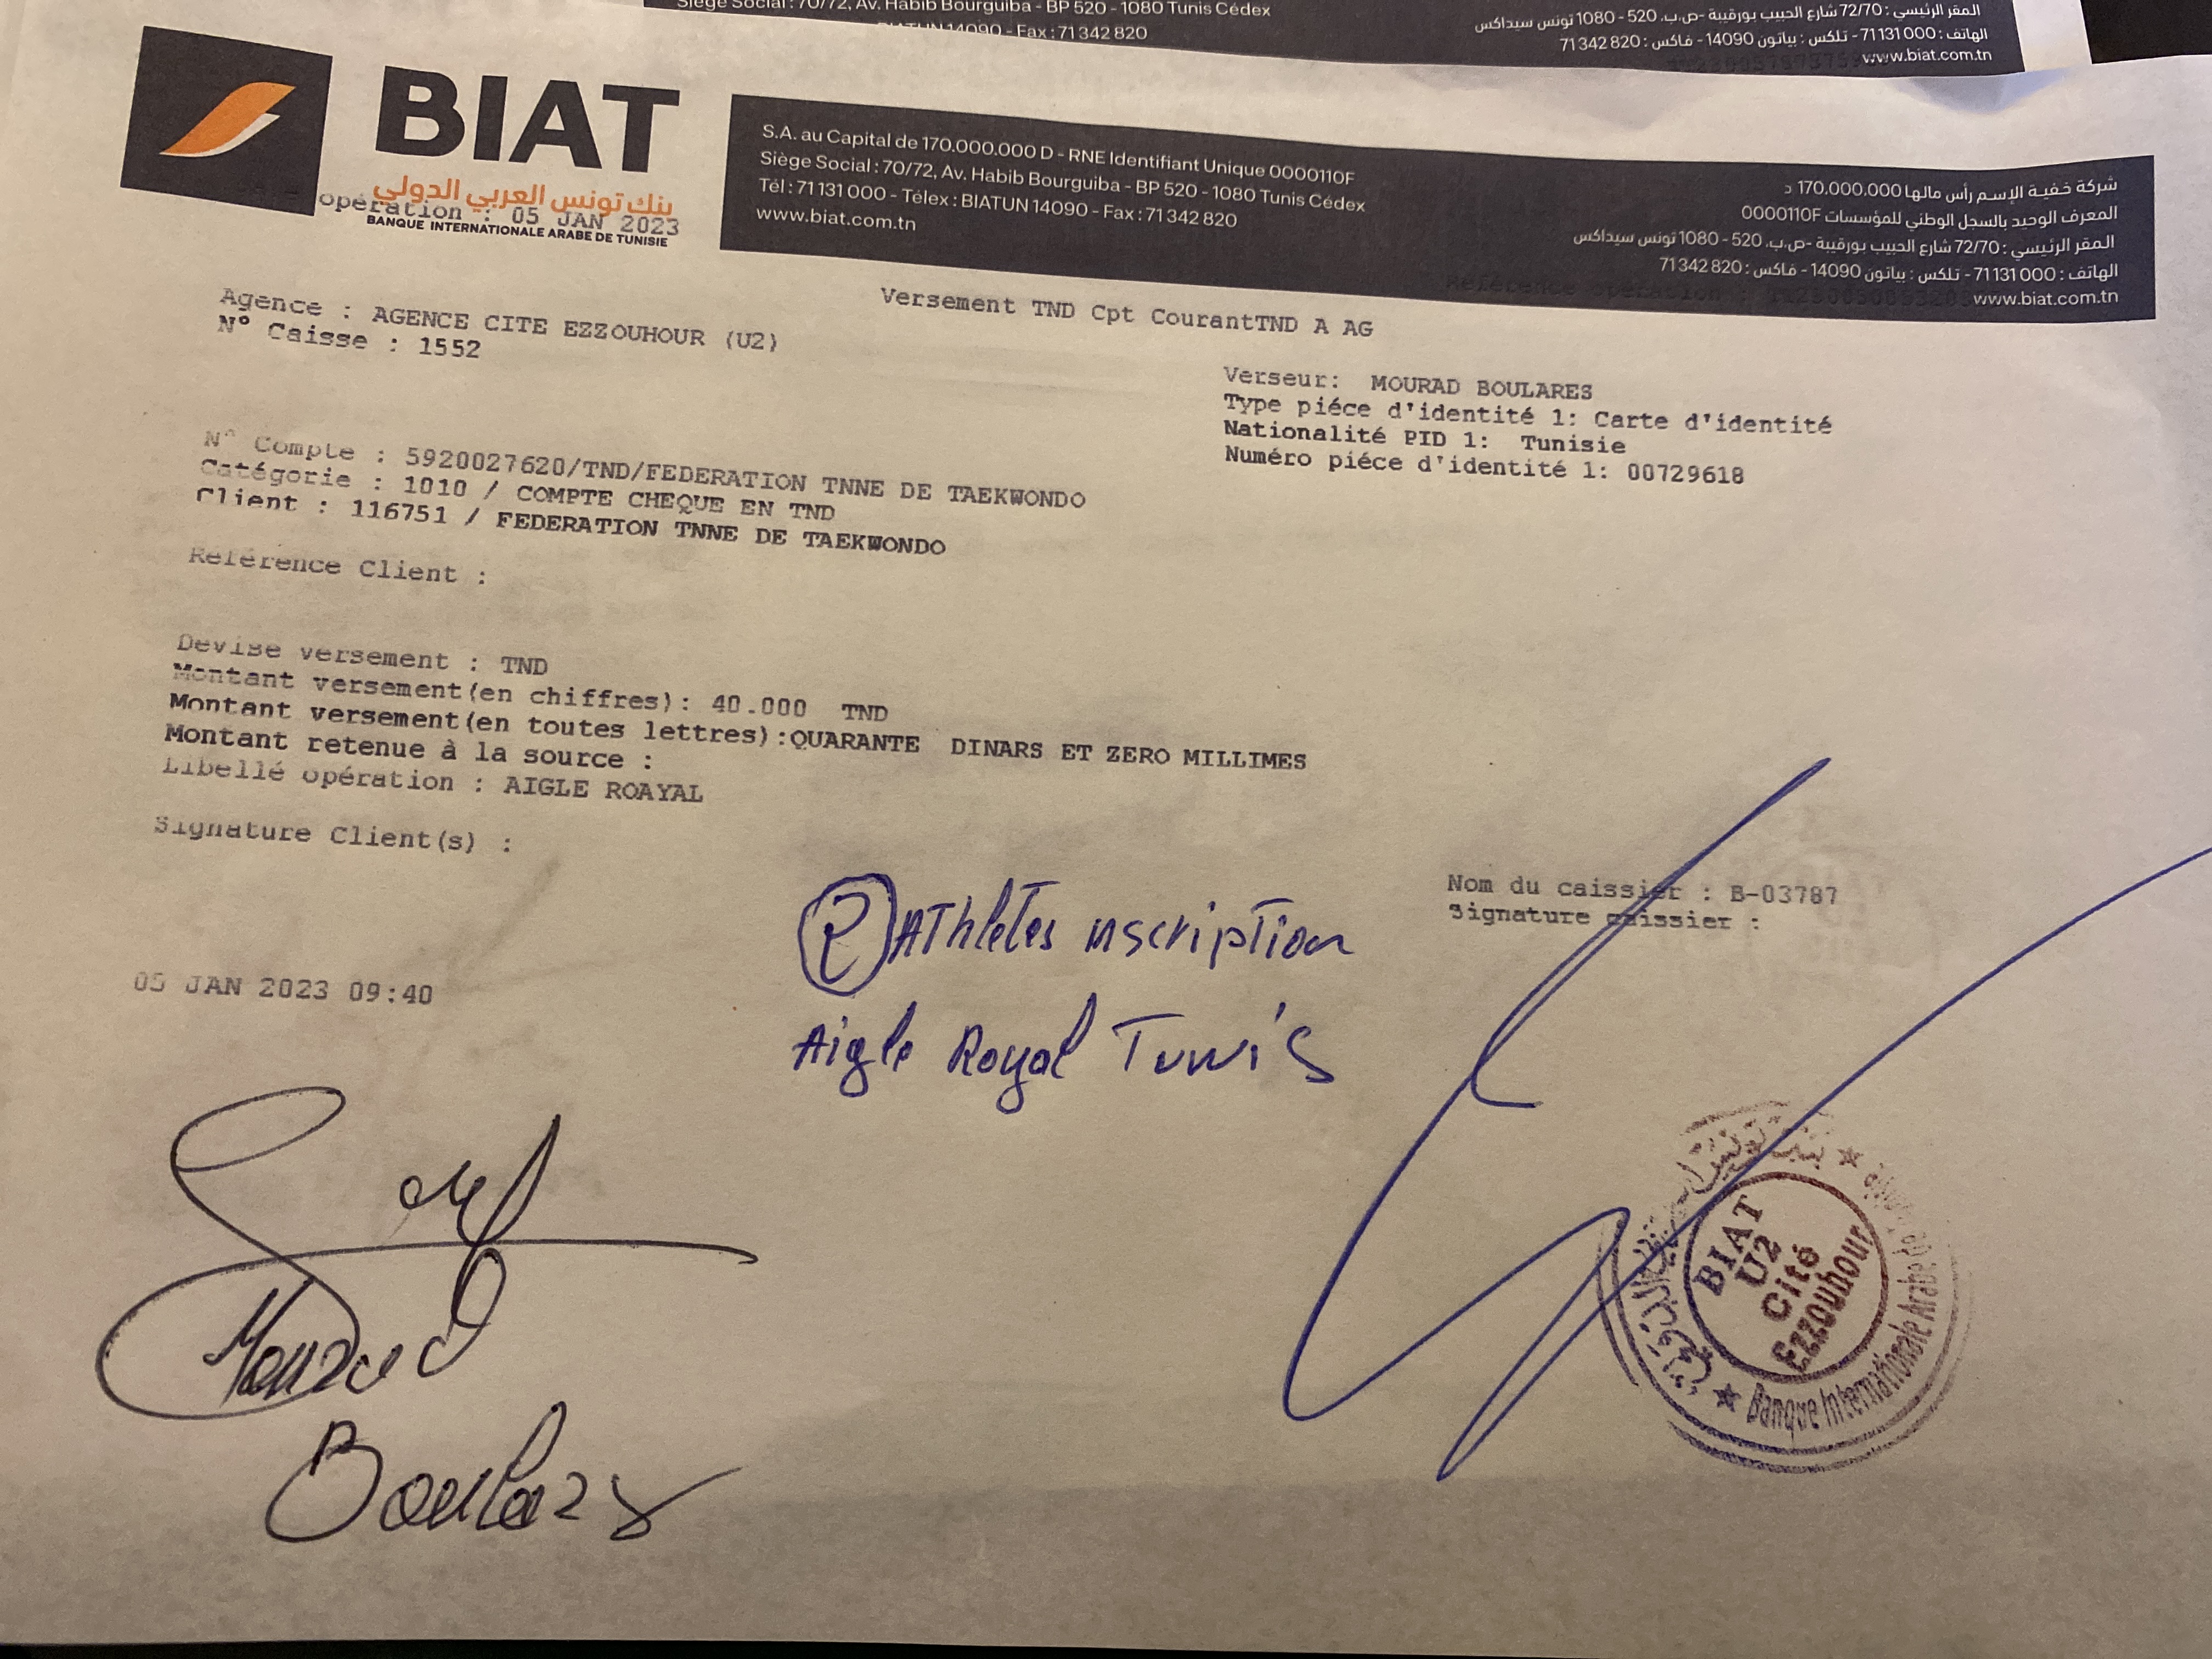 Siège Social : 70/72, Av. Habib Bourguiba - BP 520 - 1080 Tunis Cédex
14090 - Fax : 71 342 820
المقر الرئيسي : 72/70 شارع الحبيب بورقيبة -ص.ب. 520 - 1080 تونس سيداكس
الهاتف : 71131000 - تلكس : بياتون 14090 - فاكس : 71342820
www.biat.com.tn
BIAT
بنك تونس العربي الدولي
BANQUE INTERNATIONALE ARABE DE TUNISIE
opération : 05 JAN 2023
S.A. au Capital de 170.000.000 D - RNE Identifiant Unique 0000110F
Siège Social : 70/72, Av. Habib Bourguiba - BP 520 - 1080 Tunis Cédex
Tél : 71 131 000 - Télex : BIATUN 14090 - Fax : 71 342 820
www.biat.com.tn
شركة خفية الإسم رأس مالها 170.000.000 د
المعرف الوحيد بالسجل الوطني للمؤسسات 0000110F
المقر الرئيسي : 72/70 شارع الحبيب بورقيبة -ص.ب. 520 - 1080 تونس سيداكس
الهاتف : 71131000 - تلكس : بياتون 14090 - فاكس : 71342820
www.biat.com.tn
Référence opération :
Versement TND Cpt CourantTND A AG
Agence : AGENCE CITE EZZOUHOUR (U2)
N° Caisse : 1552
Verseur: MOURAD BOULARES
Type piéce d'identité 1: Carte d'identité
Nationalité PID 1: Tunisie
Numéro piéce d'identité 1: 00729618
N° Compte : 5920027620/TND/FEDERATION TNNE DE TAEKWONDO
Catégorie : 1010 / COMPTE CHEQUE EN TND
Client : 116751 / FEDERATION TNNE DE TAEKWONDO
Référence Client :
Devise versement : TND
Montant versement(en chiffres): 40.000 TND
Montant versement(en toutes lettres):QUARANTE DINARS ET ZERO MILLIMES
Montant retenue à la source :
Libellé opération : AIGLE ROAYAL
Signature Client(s) :
Nom du caissier : B-03787
Signature caissier :
2 AThletes inscription
Aigle Royal Tunis
05 JAN 2023 09:40
Mourad
Boulares
BIAT
U2
Cité
Ezzouhour
Banque Internationale Arabe de